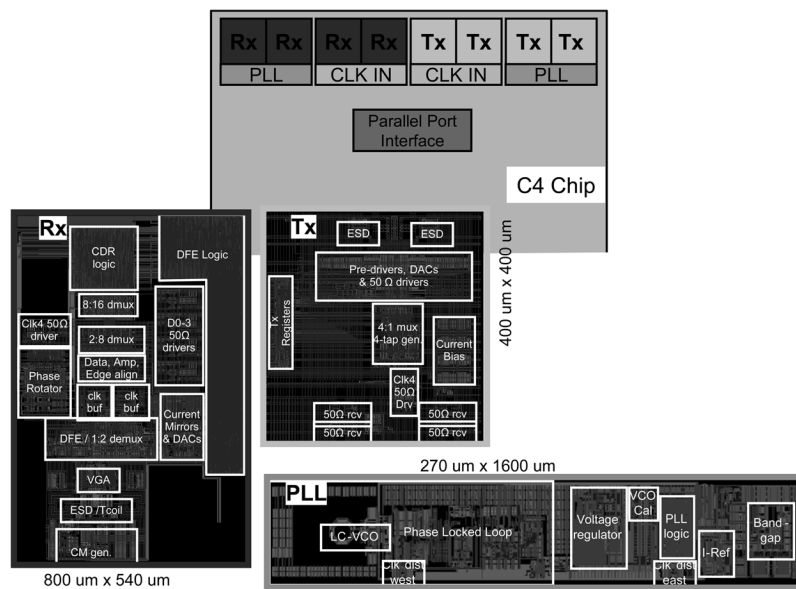 Rx Rx Rx Rx Tx Tx Tx Tx
PLL CLK IN CLK IN PLL
Parallel Port
Interface
C4 Chip
Rx
CDR
logic
DFE Logic
8:16 dmux
Clk4 50Ω
driver
2:8 dmux
D0-3
50Ω
drivers
Data, Amp,
Edge align
Phase
Rotator
clk
buf
clk
buf
Current
Mirrors
& DACs
DFE / 1:2 demux
VGA
ESD /Tcoil
CM gen.
800 um x 540 um
Tx
ESD
ESD
Pre-drivers, DACs
& 50 Ω drivers
Tx
Registers
4:1 mux
4-tap gen.
Current
Bias
Clk4
50Ω
Drv
50Ω rcv
50Ω rcv
50Ω rcv
50Ω rcv
400 um x 400 um
270 um x 1600 um
PLL
LC-VCO
Phase Locked Loop
Clk dist
west
Voltage
regulator
VCO
Cal
PLL
logic
Clk dist
east
I-Ref
Band -
gap